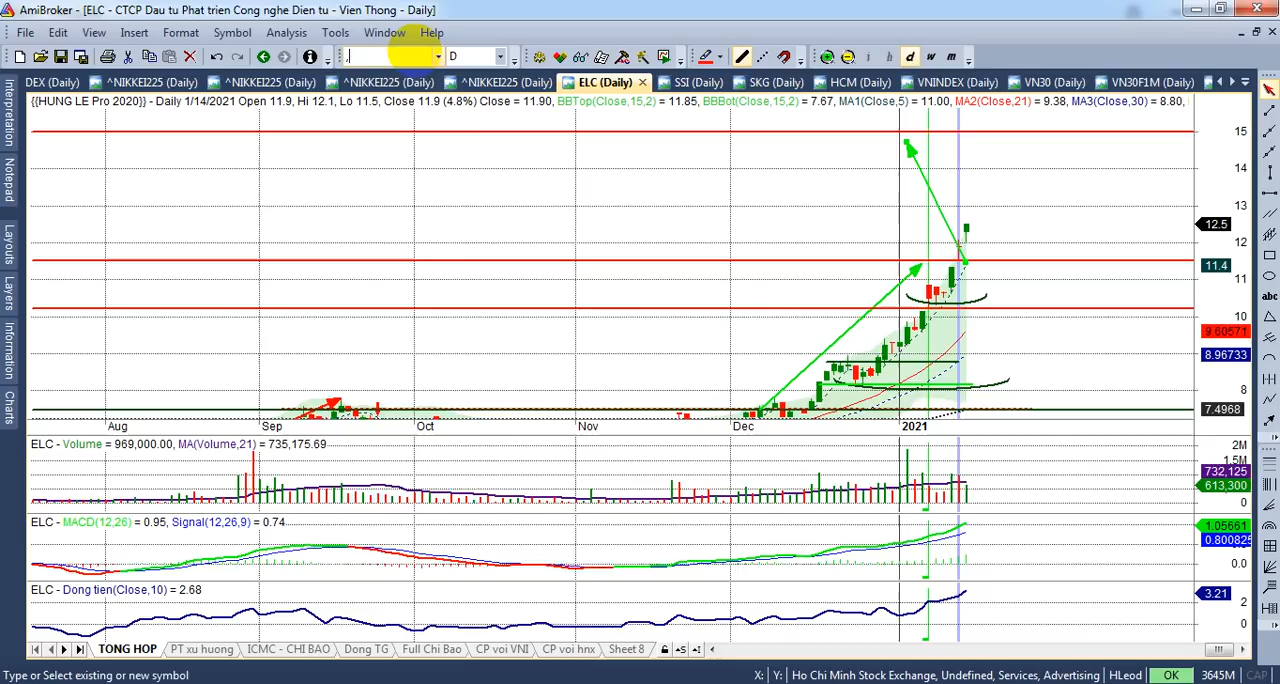 AmiBroker - [ELC - CTCP Dau tu Phat trien Cong nghe Dien tu - Vien Thong - Daily]
File Edit View Insert Format Symbol Analysis Tools Window Help
D
i h d w m
DEX (Daily) ^NIKKEI225 (Daily) ^NIKKEI225 (Daily) ^NIKKEI225 (Daily) ^NIKKEI225 (Daily) ELC (Daily) SSI (Daily) SKG (Daily) HCM (Daily) VNINDEX (Daily) VN30 (Daily) VN30F1M (Daily)
{{HUNG LE Pro 2020}} - Daily 1/14/2021 Open 11.9, Hi 12.1, Lo 11.5, Close 11.9 (4.8%) Close = 11.90, BBTop(Close,15,2) = 11.85, BBBot(Close,15,2) = 7.67, MA1(Close,5) = 11.00, MA2(Close,21) = 9.38, MA3(Close,30) = 8.80,
Interpretation
Notepad
Layouts
Layers
Information
Charts
abc
15
14
13
12.5
12
11.4
11
10
9.60571
8.96733
8
7.4968
Aug Sep Oct Nov Dec 2021
ELC - Volume = 969,000.00, MA(Volume,21) = 735,175.69
2M
1.5M
732,125
613,300
0
ELC - MACD(12,26) = 0.95, Signal(12,26,9) = 0.74
1.05661
0.800825
0.0
ELC - Dong tien(Close,10) = 2.68
3.21
2
0
TONG HOP PT xu huong ICMC - CHI BAO Dong TG Full Chi Bao CP voi VNI CP voi hnx Sheet 8
Type or Select existing or new symbol X: Y: Ho Chi Minh Stock Exchange, Undefined, Services, Advertising HLeod OK 3645M CAP